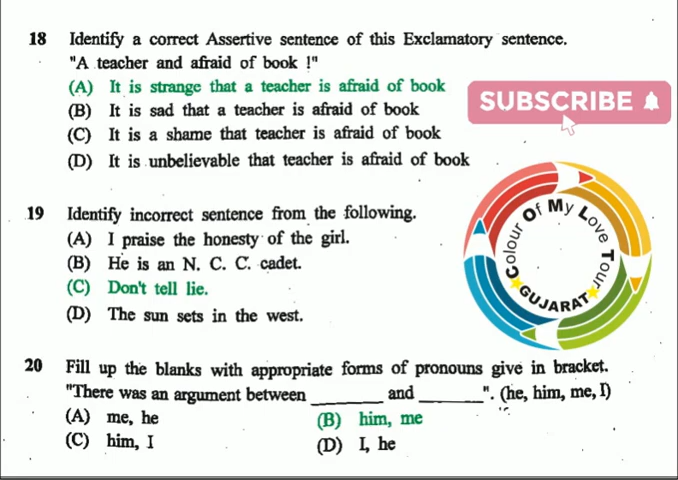 18 Identify a correct Assertive sentence of this Exclamatory sentence.
"A teacher and afraid of book !"
(A) It is strange that a teacher is afraid of book
(B) It is sad that a teacher is afraid of book
(C) It is a shame that teacher is afraid of book
(D) It is unbelievable that teacher is afraid of book
SUBSCRIBE
19 Identify incorrect sentence from the following.
(A) I praise the honesty of the girl.
(B) He is an N. C. C. cadet.
(C) Don't tell lie.
(D) The sun sets in the west.
Colour Of My Love Tour
GUJARAT
20 Fill up the blanks with appropriate forms of pronouns give in bracket.
"There was an argument between ________ and ________". (he, him, me, I)
(A) me, he
(B) him, me
(C) him, I
(D) I, he